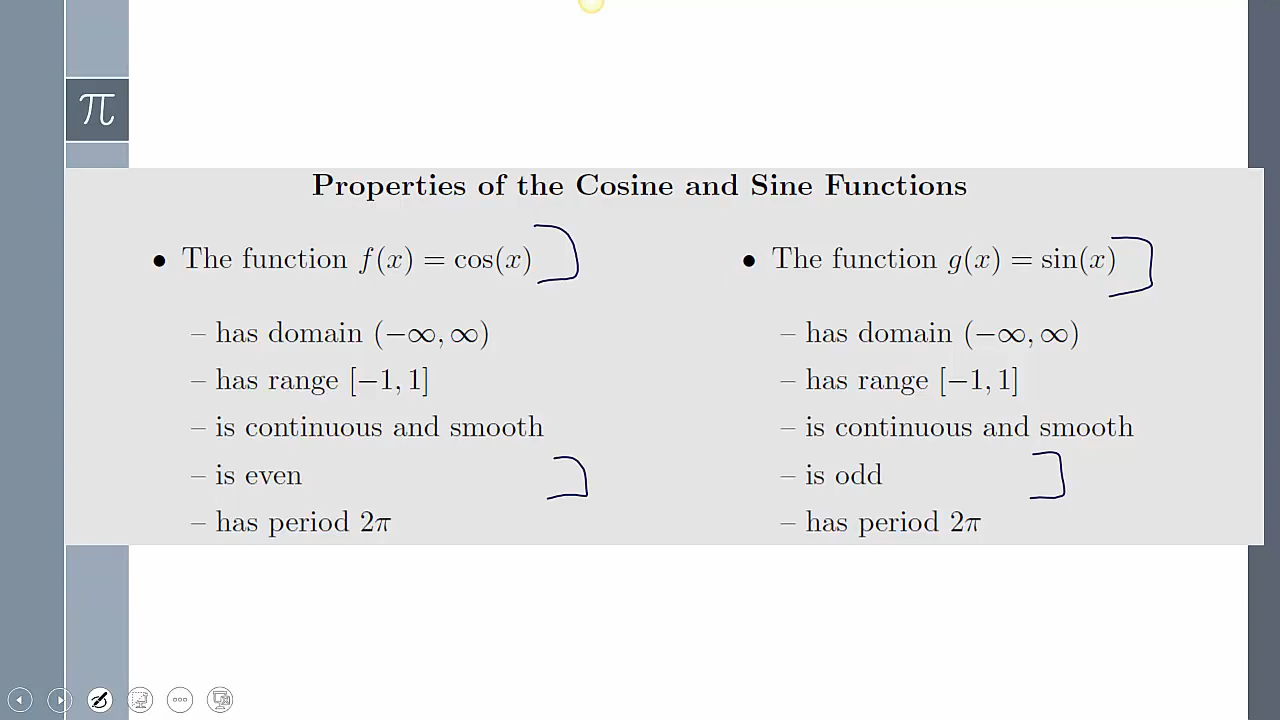 π
Properties of the Cosine and Sine Functions
• The function f(x) = cos(x)
– has domain (−∞, ∞)
– has range [−1, 1]
– is continuous and smooth
– is even
– has period 2π
• The function g(x) = sin(x)
– has domain (−∞, ∞)
– has range [−1, 1]
– is continuous and smooth
– is odd
– has period 2π